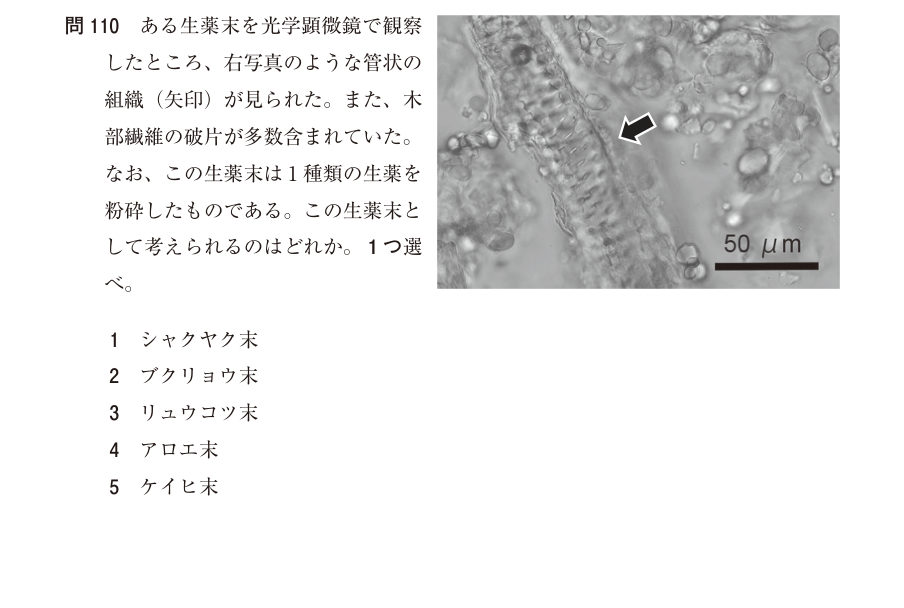 問 110　ある生薬末を光学顕微鏡で観察
したところ、右写真のような管状の
組織（矢印）が見られた。また、木
部繊維の破片が多数含まれていた。
なお、この生薬末は１種類の生薬を
粉砕したものである。この生薬末と
して考えられるのはどれか。１つ選
べ。
50 μm
1　シャクヤク末
2　ブクリョウ末
3　リュウコツ末
4　アロエ末
5　ケイヒ末